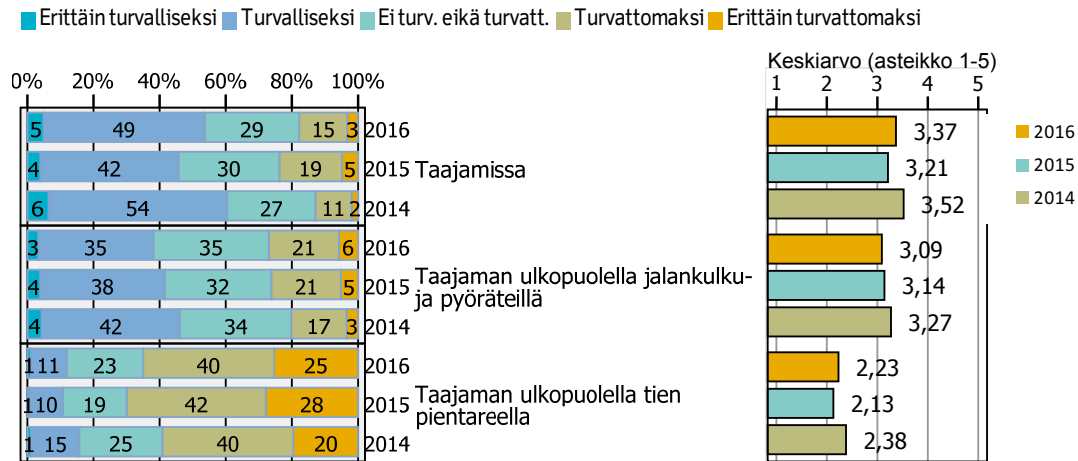 Erittäin turvalliseksi Turvalliseksi Ei turv. eikä turvatt. Turvattomaksi Erittäin turvattomaksi
Keskiarvo (asteikko 1-5)
0% 20% 40% 60% 80% 100%
1 2 3 4 5
5 49 29 15 3 2016
4 42 30 19 5 2015 Taajamissa
6 54 27 11 2 2014
3 35 35 21 6 2016
4 38 32 21 5 2015 Taajaman ulkopuolella jalankulku-
ja pyöräteillä
4 42 34 17 3 2014
1 11 23 40 25 2016
1 10 19 42 28 2015 Taajaman ulkopuolella tien
pientareella
1 15 25 40 20 2014
3,37
3,21
3,52
3,09
3,14
3,27
2,23
2,13
2,38
2016
2015
2014